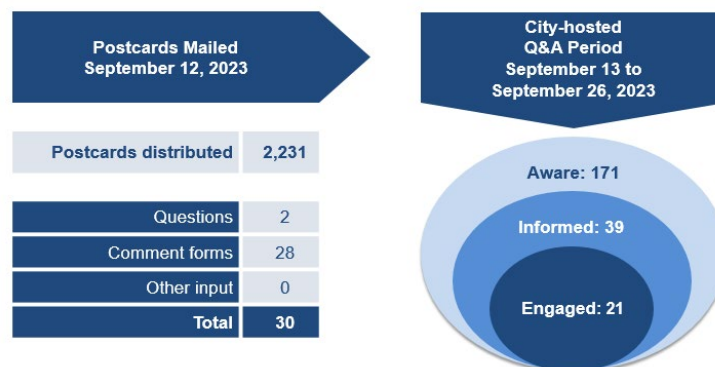 Postcards Mailed
September 12, 2023
City-hosted
Q&A Period
September 13 to
September 26, 2023
Postcards distributed 2,231
Questions 2
Comment forms 28
Other input 0
Total 30
Aware: 171
Informed: 39
Engaged: 21